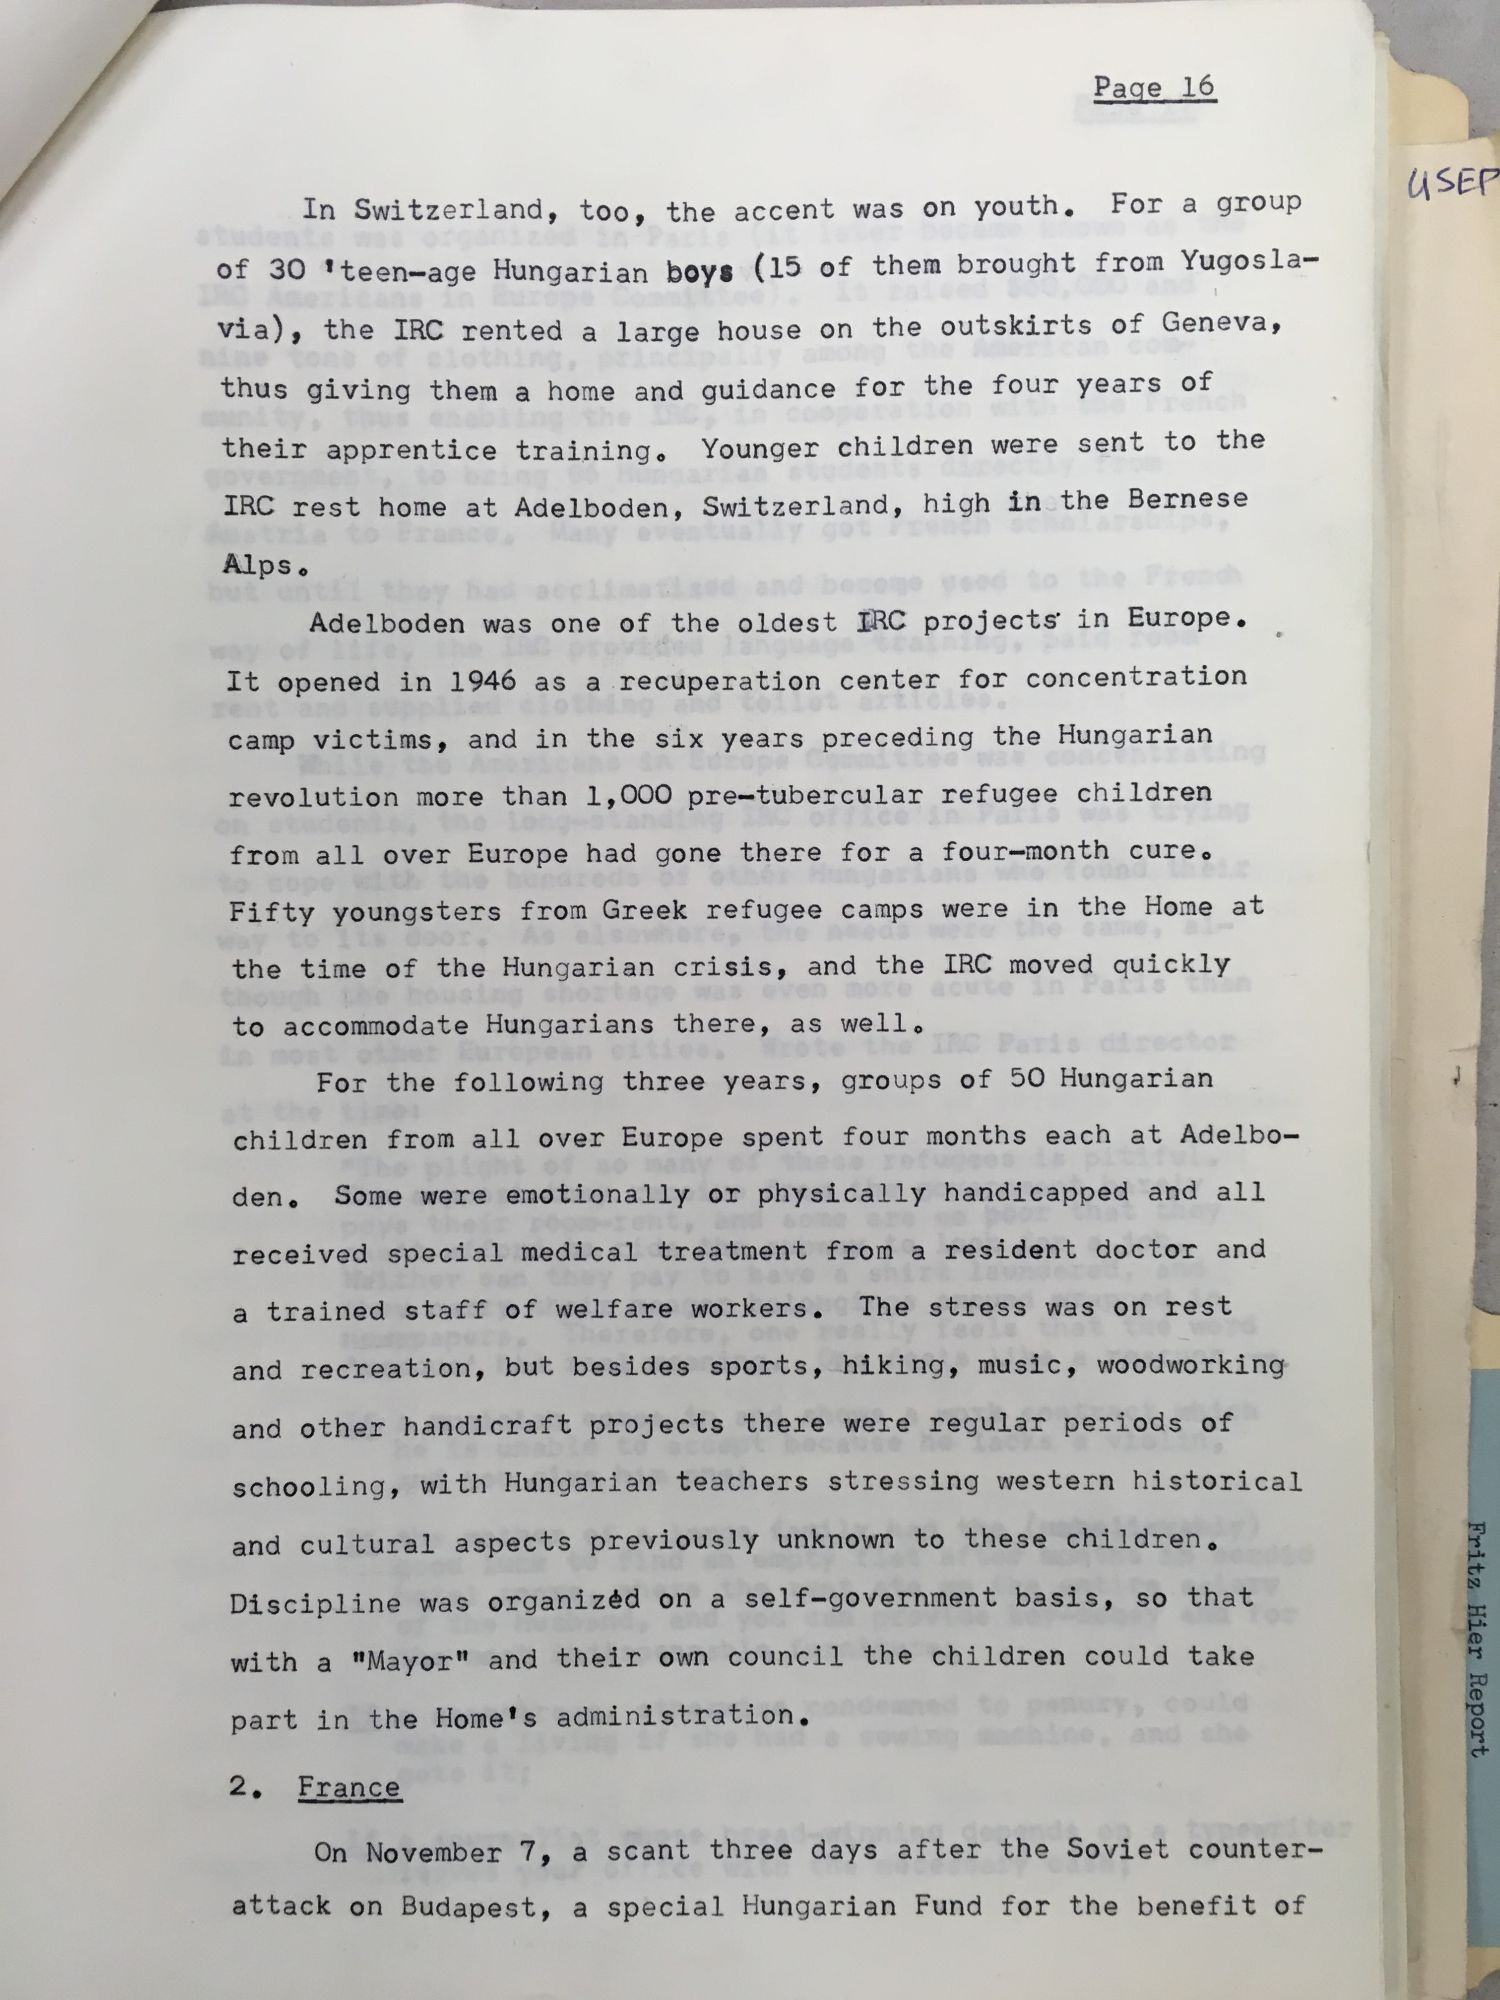 Page 16
USEP
In Switzerland, too, the accent was on youth. For a group
of 30 'teen-age Hungarian boys (15 of them brought from Yugosla-
via), the IRC rented a large house on the outskirts of Geneva,
thus giving them a home and guidance for the four years of
their apprentice training. Younger children were sent to the
IRC rest home at Adelboden, Switzerland, high in the Bernese
Alps.
Adelboden was one of the oldest IRC projects in Europe.
It opened in 1946 as a recuperation center for concentration
camp victims, and in the six years preceding the Hungarian
revolution more than 1,000 pre-tubercular refugee children
from all over Europe had gone there for a four-month cure.
Fifty youngsters from Greek refugee camps were in the Home at
the time of the Hungarian crisis, and the IRC moved quickly
to accommodate Hungarians there, as well.
For the following three years, groups of 50 Hungarian
children from all over Europe spent four months each at Adelbo-
den. Some were emotionally or physically handicapped and all
received special medical treatment from a resident doctor and
a trained staff of welfare workers. The stress was on rest
and recreation, but besides sports, hiking, music, woodworking
and other handicraft projects there were regular periods of
schooling, with Hungarian teachers stressing western historical
and cultural aspects previously unknown to these children.
Discipline was organized on a self-government basis, so that
with a "Mayor" and their own council the children could take
part in the Home's administration.
2. France
On November 7, a scant three days after the Soviet counter-
attack on Budapest, a special Hungarian Fund for the benefit of
Fritz Hier Report